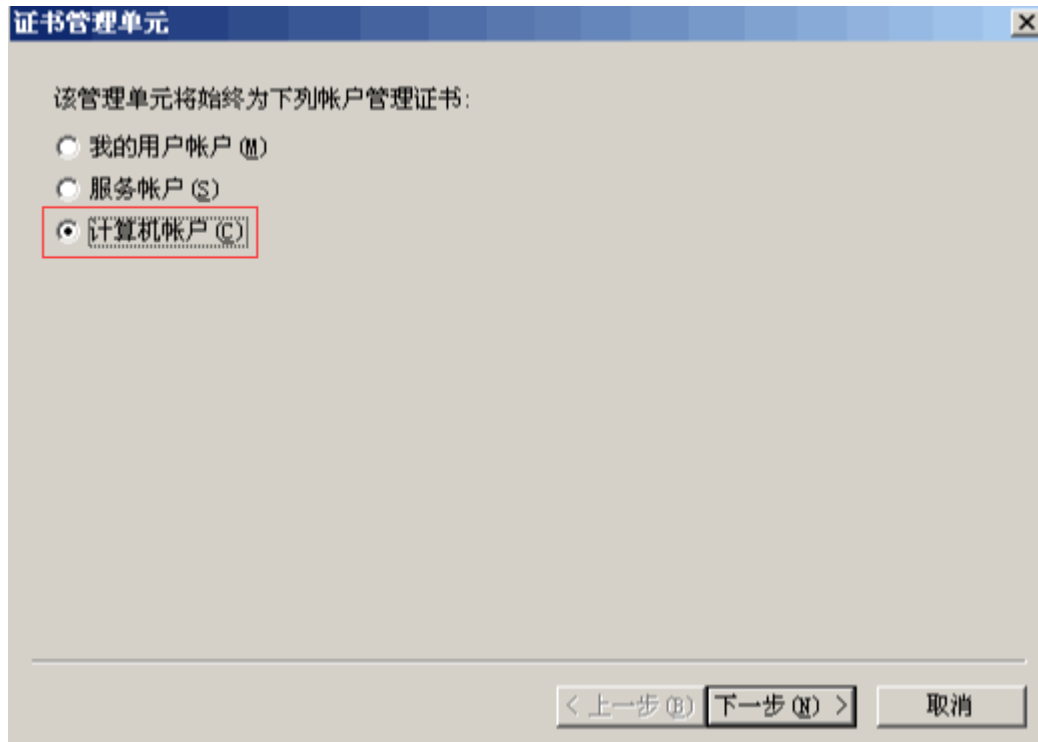 证书管理单元
该管理单元将始终为下列帐户管理证书:
我的用户帐户(M)
服务帐户(S)
计算机帐户(C)
< 上一步(B) 下一步(N) > 取消